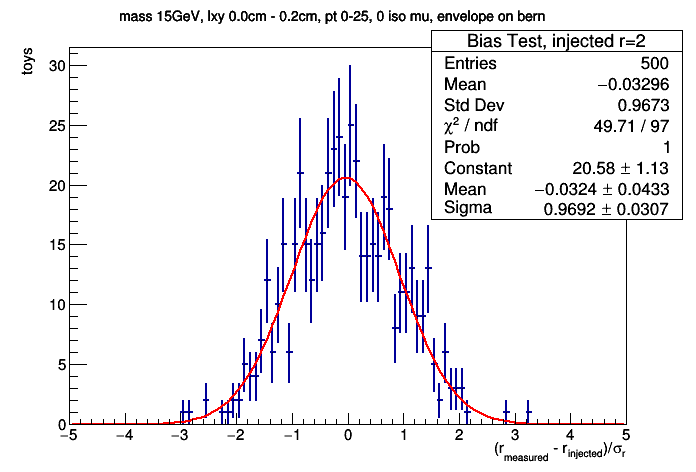 mass 15GeV, lxy 0.0cm - 0.2cm, pt 0-25, 0 iso mu, envelope on bern
Bias Test, injected r=2
Entries 500
Mean −0.03296
Std Dev 0.9673
χ² / ndf 49.71 / 97
Prob 1
Constant 20.58 ± 1.13
Mean −0.0324 ± 0.0433
Sigma 0.9692 ± 0.0307
toys
30
25
20
15
10
5
0
−5 −4 −3 −2 −1 0 1 2 3 4 5
(r_measured - r_injected)/σ_r